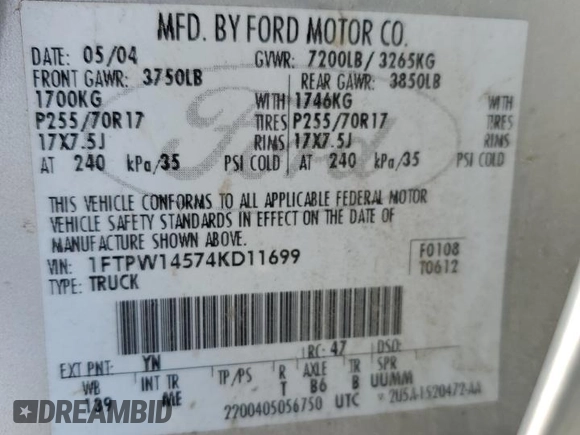 MFD. BY FORD MOTOR CO.
DATE: 05/04 GVWR: 7200LB/ 3265KG
FRONT GAWR: 3750LB REAR GAWR: 3850LB
1700KG WITH 1746KG WITH
P255/70R17 TIRES P255/70R17 TIRES
17X7.5J RIMS 17X7.5J RIMS
AT 240 kPa/35 PSI COLD AT 240 kPa/35 PSI COLD
Ford
THIS VEHICLE CONFORMS TO ALL APPLICABLE FEDERAL MOTOR
VEHICLE SAFETY STANDARDS IN EFFECT ON THE DATE OF
MANUFACTURE SHOWN ABOVE.
VIN: 1FTPW14574KD11699 F0108
TYPE: TRUCK T0612
EXT PNT: YN RC: 47 DSO:
WB INT TR TP/PS R AXLE TR SPR
139 ME T B6 B UUMM
2200405056750 UTC
DREAMBID